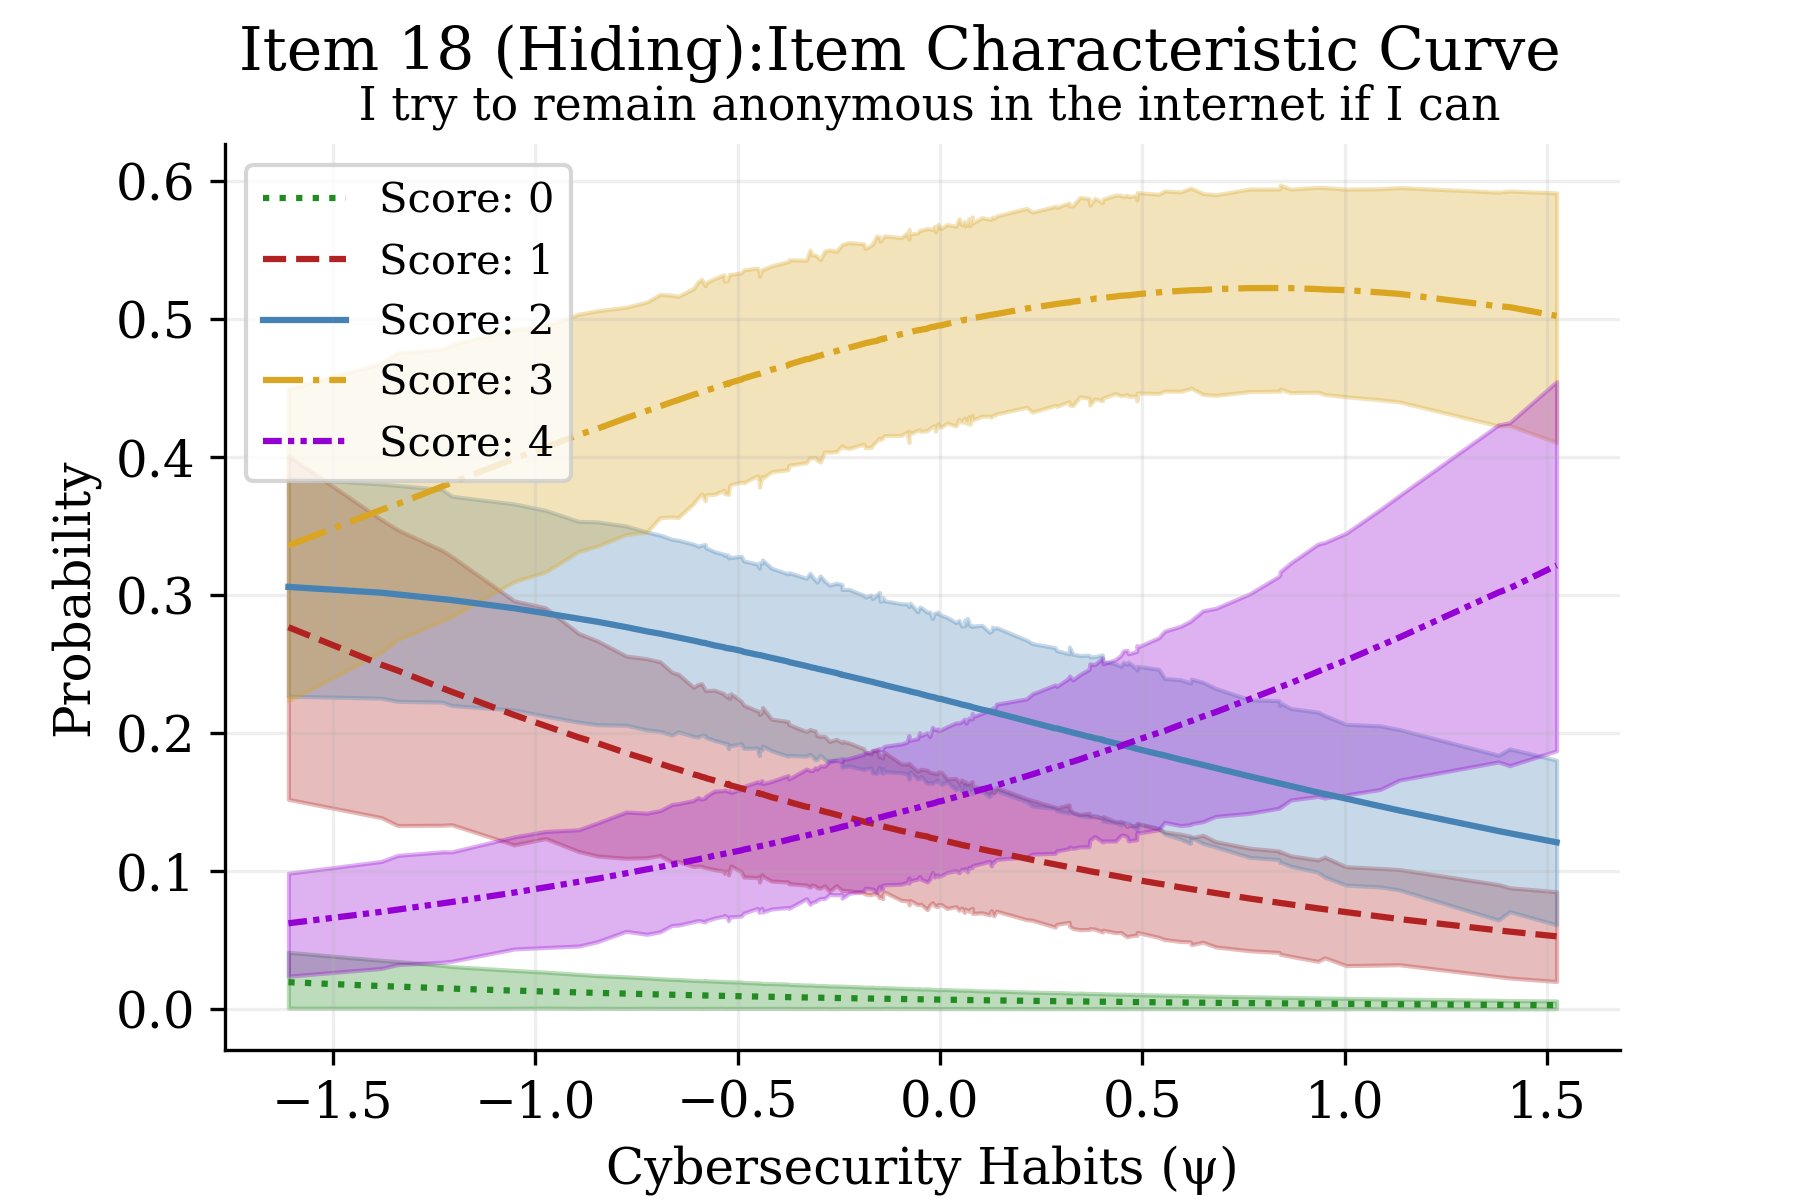 Item 18 (Hiding):Item Characteristic Curve
I try to remain anonymous in the internet if I can
Score: 0
Score: 1
Score: 2
Score: 3
Score: 4
Probability
0.6
0.5
0.4
0.3
0.2
0.1
0.0
−1.5 −1.0 −0.5 0.0 0.5 1.0 1.5
Cybersecurity Habits (ψ)